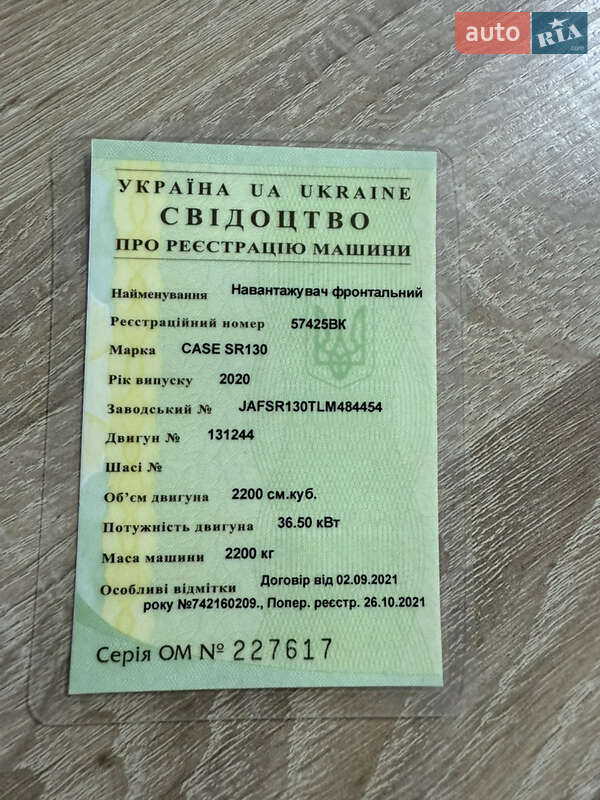 auto RIA .com
УКРАЇНА UA UKRAINE
СВІДОЦТВО
ПРО РЕЄСТРАЦІЮ МАШИНИ
Найменування Навантажувач фронтальний
Реєстраційний номер 57425ВК
Марка CASE SR130
Рік випуску 2020
Заводський № JAFSR130TLM484454
Двигун № 131244
Шасі №
Об'єм двигуна 2200 см.куб.
Потужність двигуна 36.50 кВт
Маса машини 2200 кг
Особливі відмітки Договір від 02.09.2021
року №742160209., Попер. реєстр. 26.10.2021
Серія ОМ № 227617